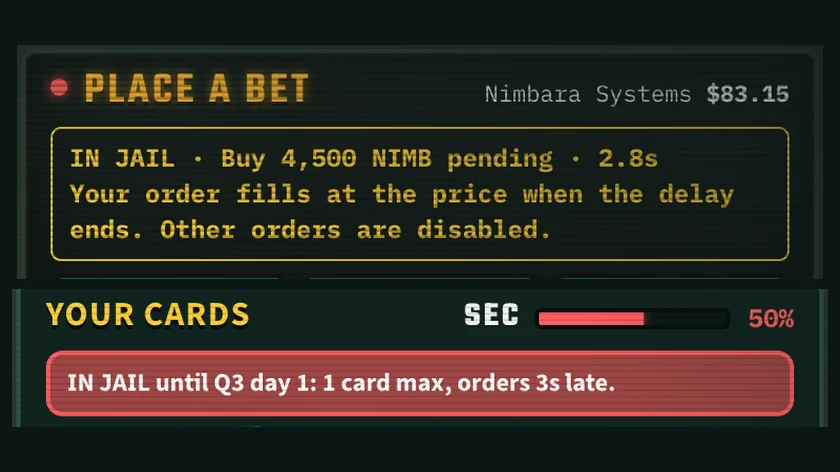 PLACE A BET
Nimbara Systems $83.15
IN JAIL · Buy 4,500 NIMB pending · 2.8s
Your order fills at the price when the delay
ends. Other orders are disabled.
YOUR CARDS
SEC 50%
IN JAIL until Q3 day 1: 1 card max, orders 3s late.